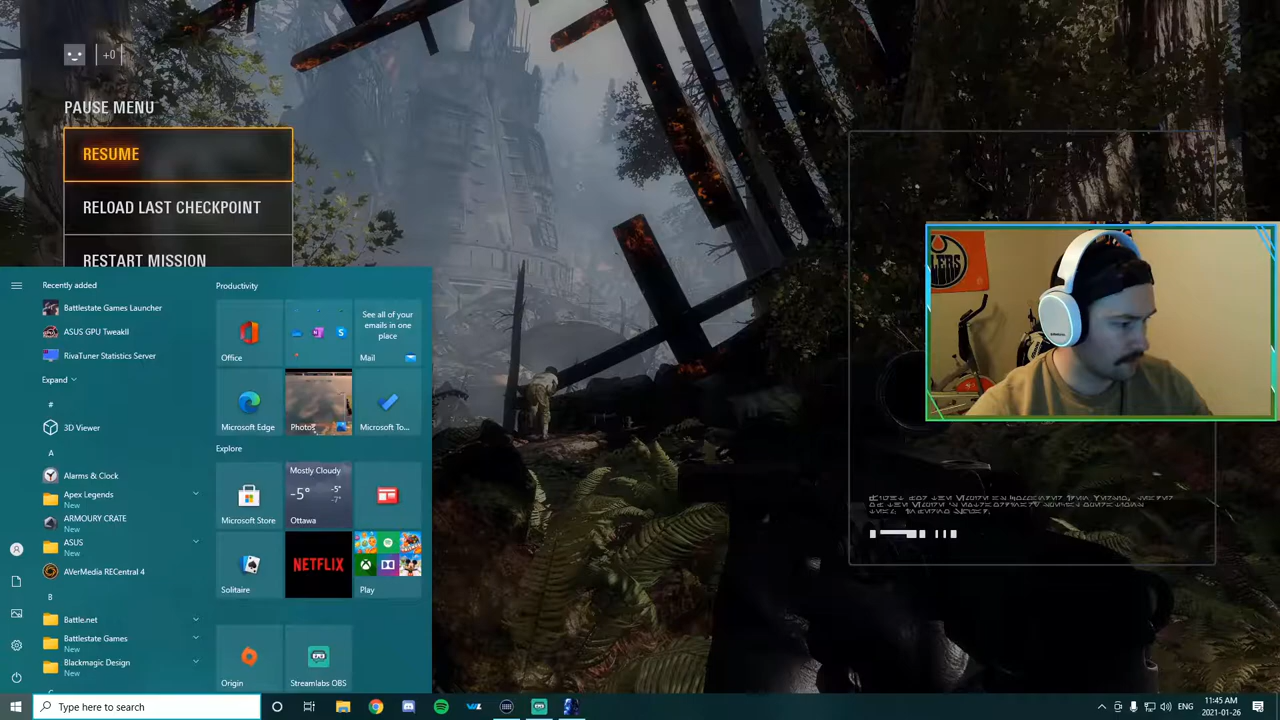 +0
PAUSE MENU
RESUME
RELOAD LAST CHECKPOINT
RESTART MISSION
Recently added
Battlestate Games Launcher
ASUS GPU TweakII
RivaTuner Statistics Server
Expand
#
3D Viewer
A
Alarms & Clock
Apex Legends
New
ARMOURY CRATE
New
ASUS
New
AVerMedia RECentral 4
B
Battle.net
Battlestate Games
New
Blackmagic Design
New
Productivity
Office
See all of your
emails in one
place
Mail
Microsoft Edge
Photos
Microsoft To...
Explore
Microsoft Store
Mostly Cloudy
-5°
-5°
-7°
Ottawa
Solitaire
NETFLIX
Play
Origin
Streamlabs OBS
Type here to search
ENG
11:45 AM
2021-01-26